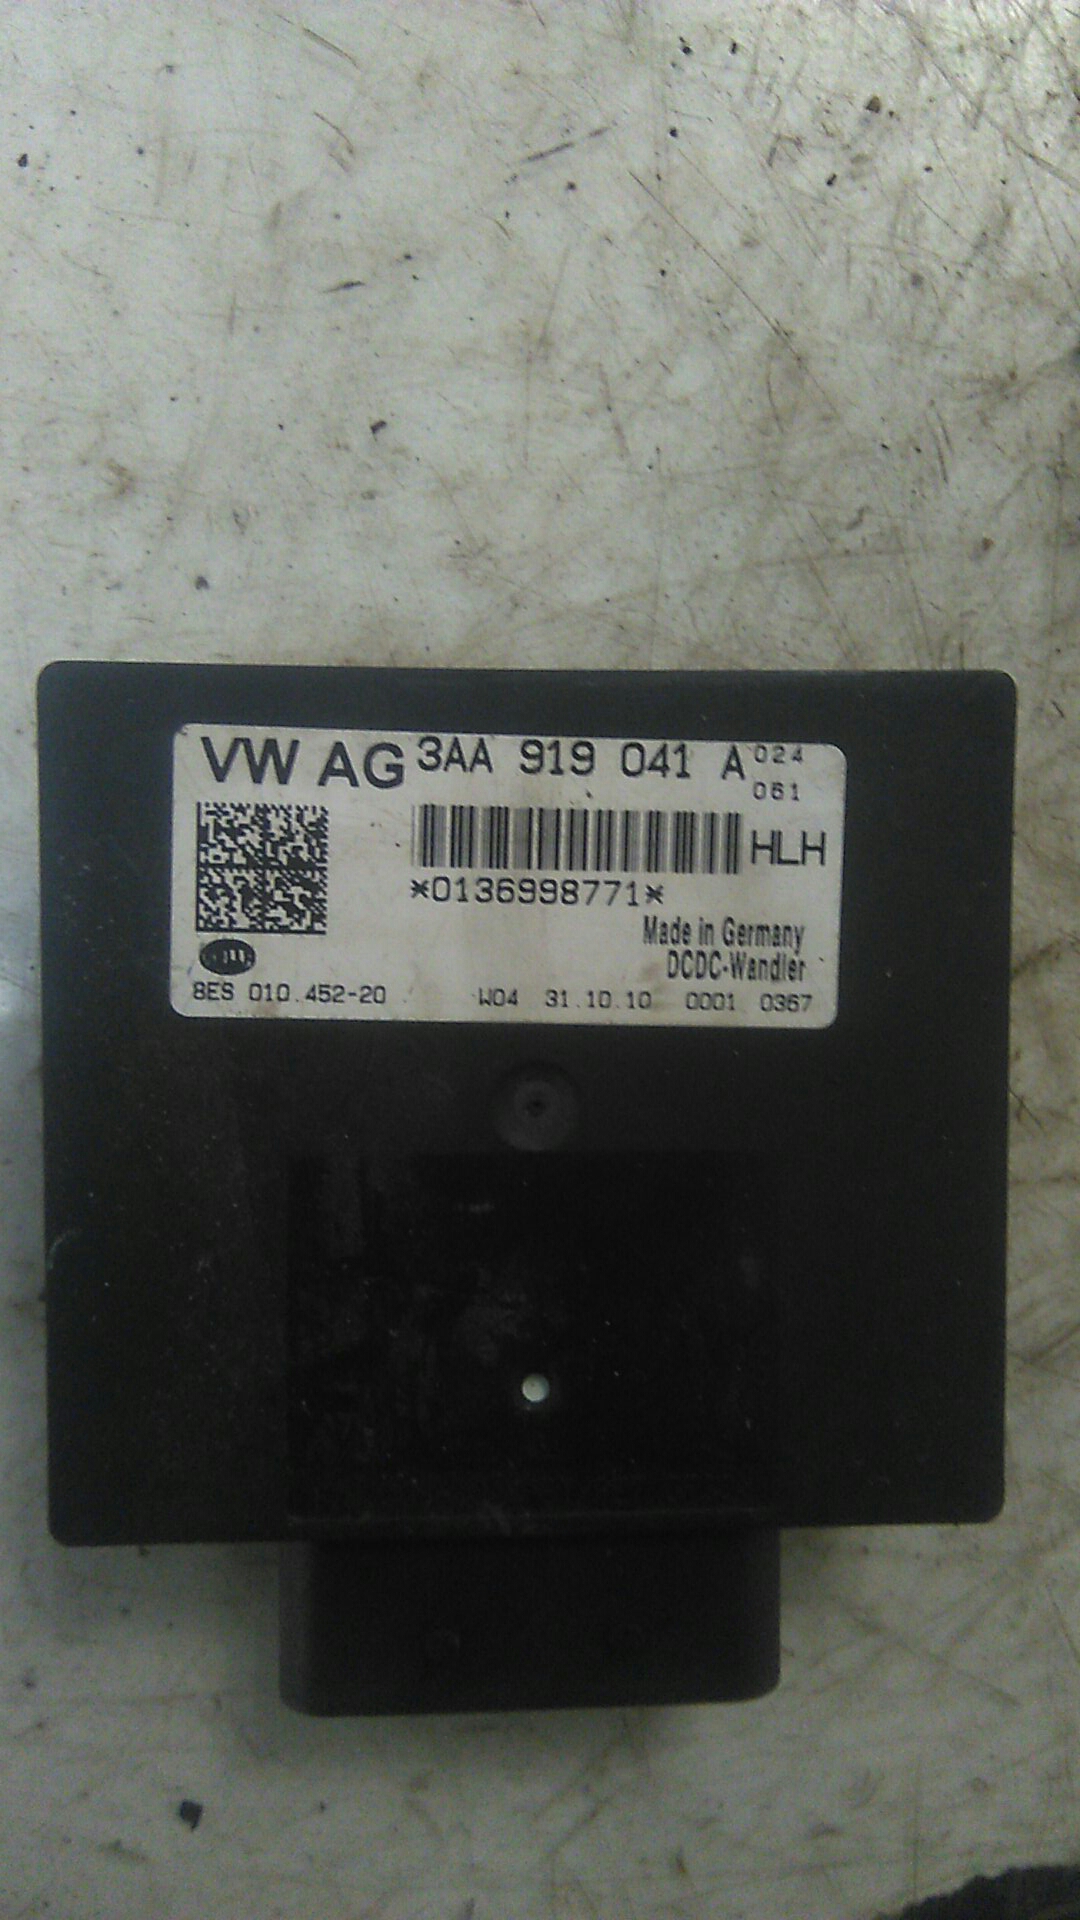 VW AG 3AA 919 041 A 024
061
HLH
*0136998771*
Made in Germany
DCDC-Wandler
8ES 010.452-20 W04 31.10.10 0001 0367